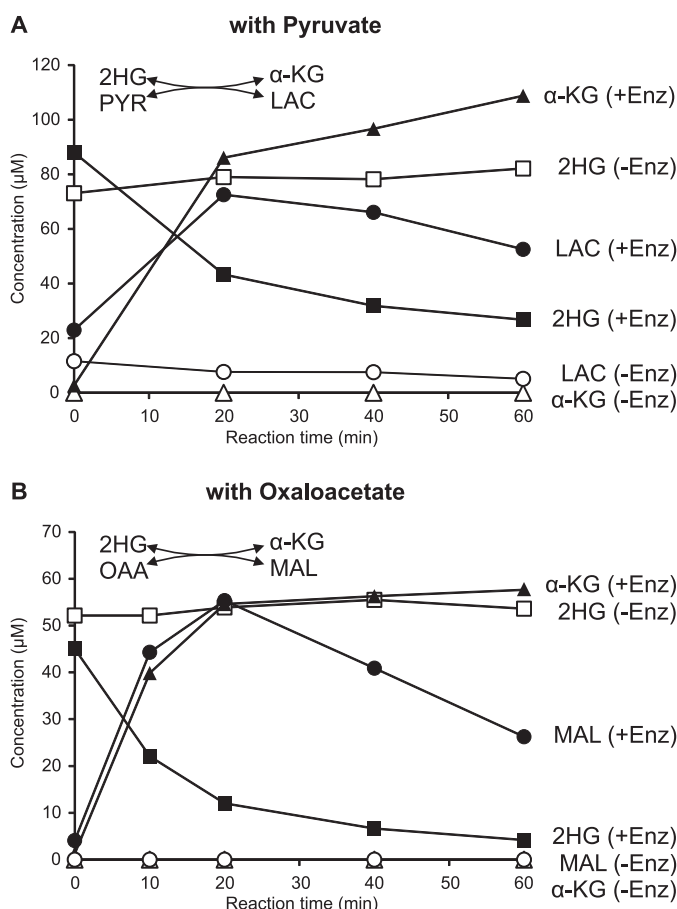 A with Pyruvate
120
100
80
60
40
20
0
Concentration (µM)
2HG α-KG
PYR LAC
α-KG (+Enz)
2HG (-Enz)
LAC (+Enz)
2HG (+Enz)
LAC (-Enz)
α-KG (-Enz)
0 10 20 30 40 50 60
Reaction time (min)
B with Oxaloacetate
70
60
50
40
30
20
10
0
Concentration (µM)
2HG α-KG
OAA MAL
α-KG (+Enz)
2HG (-Enz)
MAL (+Enz)
2HG (+Enz)
MAL (-Enz)
α-KG (-Enz)
0 10 20 30 40 50 60
Reaction time (min)